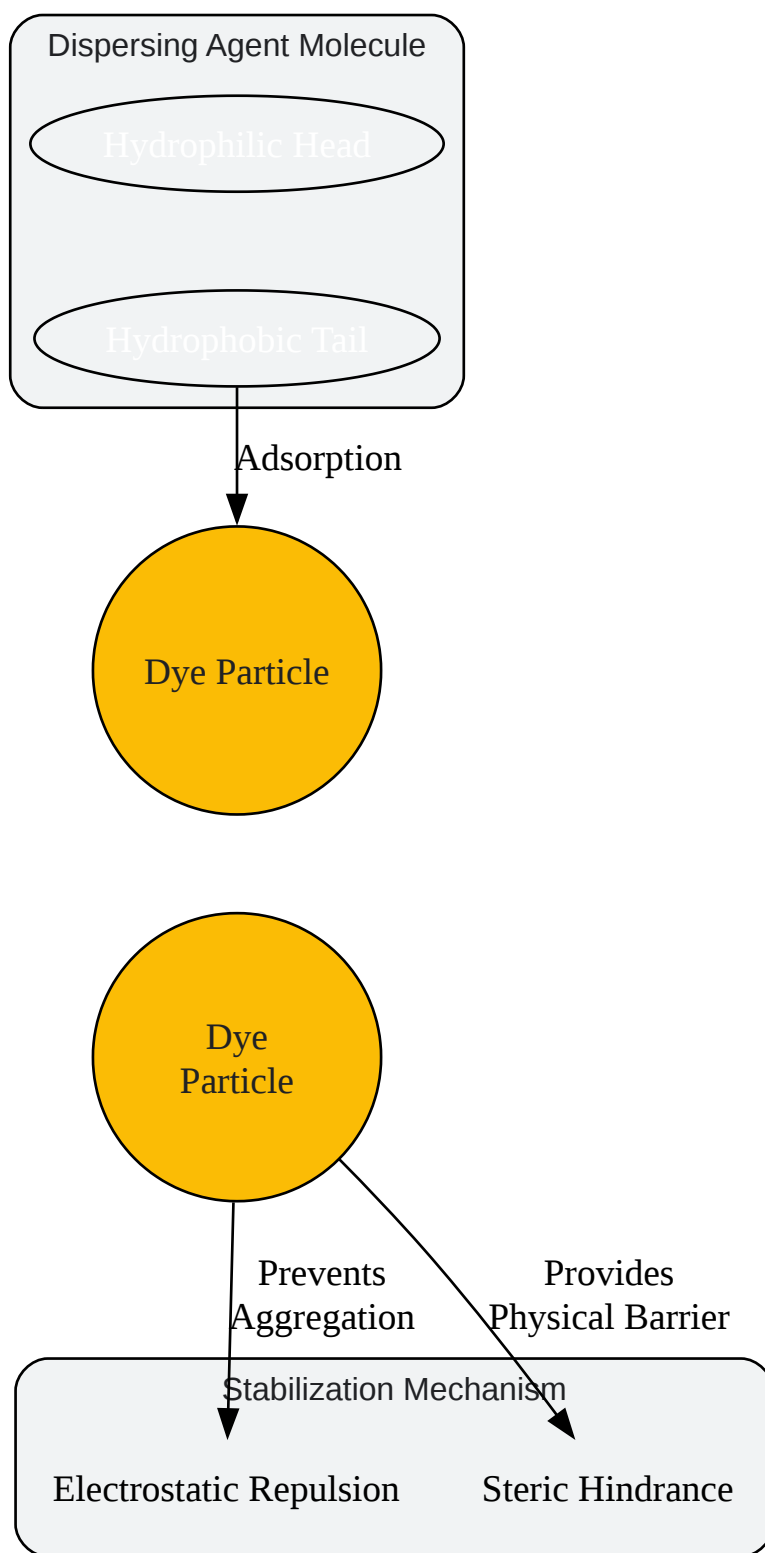 Dispersing Agent Molecule
Hydrophilic Head
Hydrophobic Tail
Adsorption
Dye Particle
Dye
Particle
Prevents
Aggregation
Provides
Physical Barrier
Stabilization Mechanism
Electrostatic Repulsion
Steric Hindrance